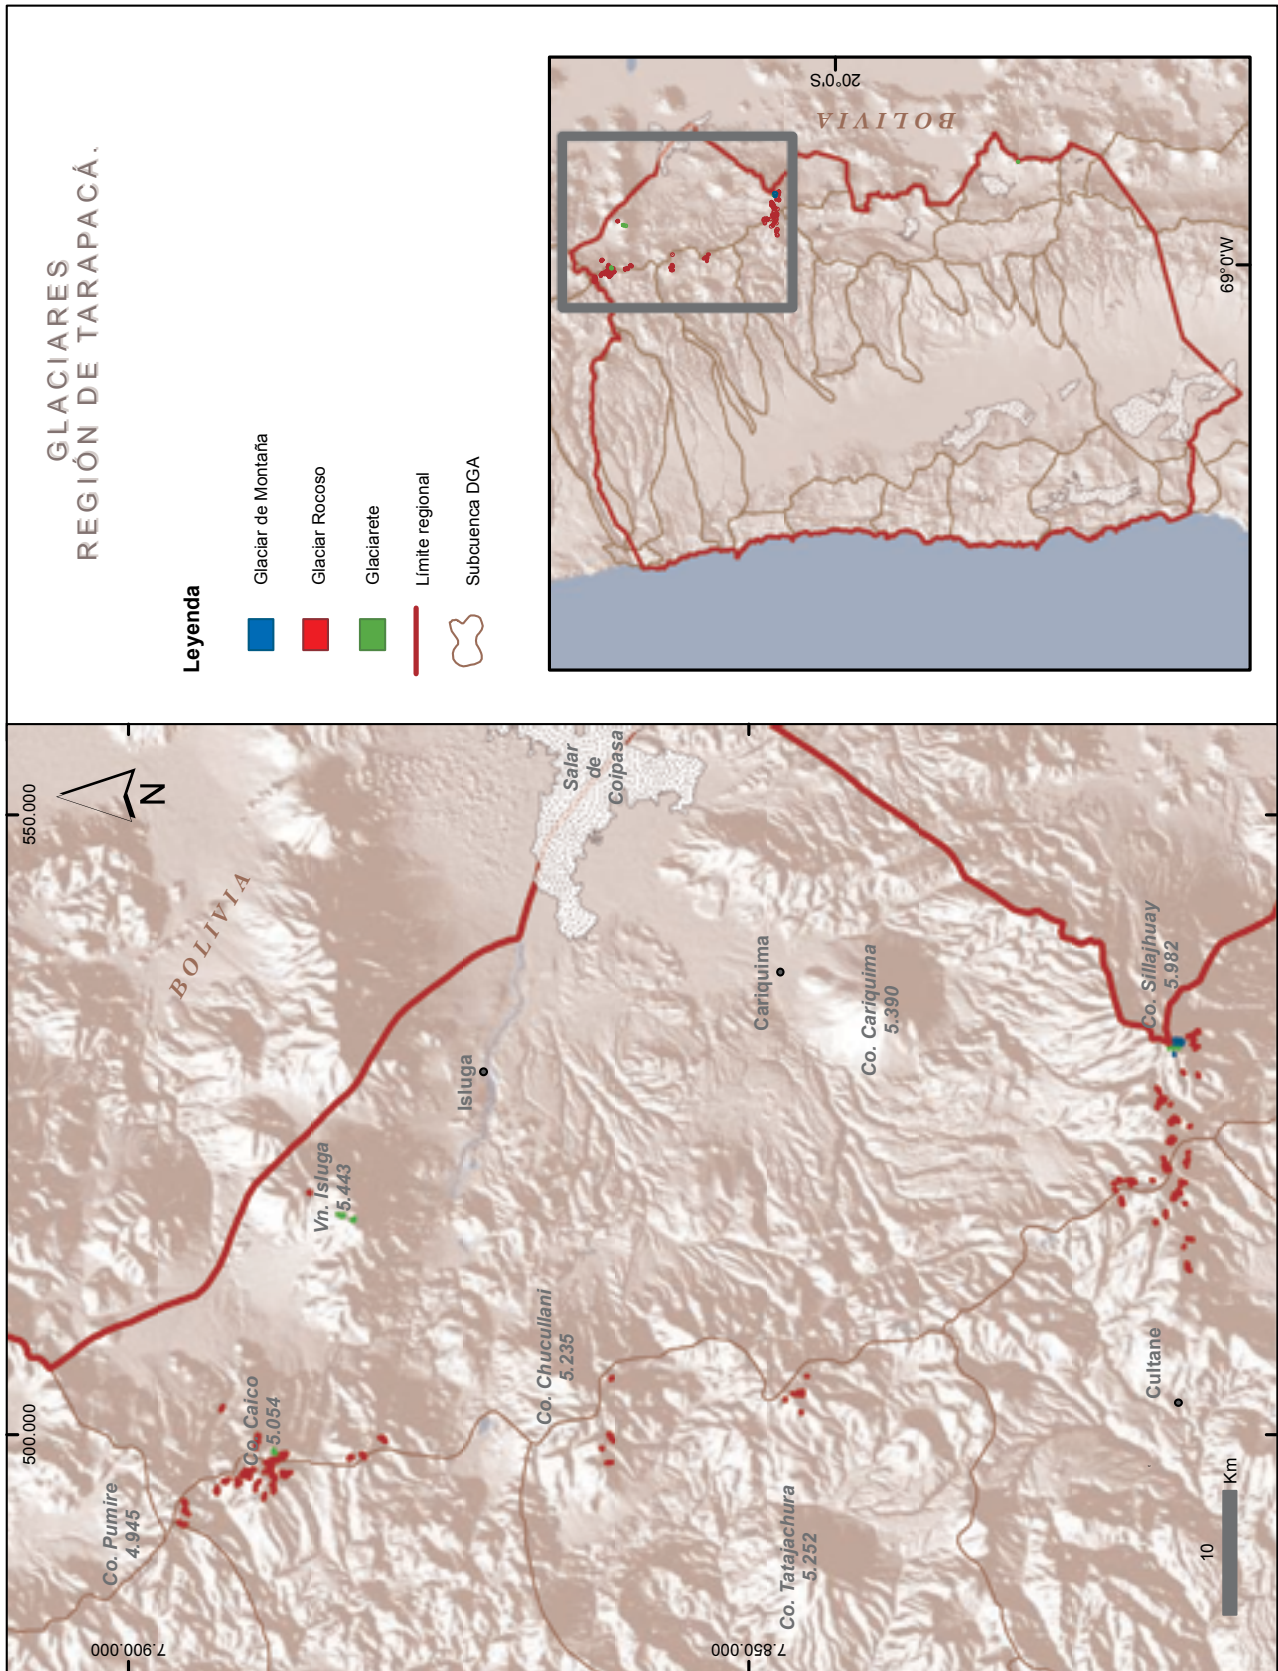 GLACIARES
REGIÓN DE TARAPACÁ.
Leyenda
Glaciar de Montaña
Glaciar Rocoso
Glaciarete
Límite regional
Subcuenca DGA
BOLIVIA
20°0'S
69°0'W
550.000
500.000
7.900.000
7.850.000
N
BOLIVIA
Salar
de
Coipasa
Isluga
Vn. Isluga
5.443
Cariquima
Co. Cariquima
5.390
Co. Sillajhuay
5.982
Co. Pumire
4.945
Co. Caico
5.054
Co. Chucullani
5.235
Co. Tatajachura
5.252
Cultane
10
Km